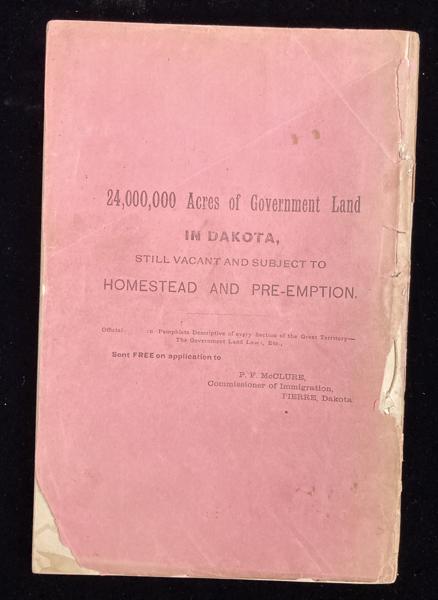 24,000,000 Acres of Government Land
IN DAKOTA,
STILL VACANT AND SUBJECT TO
HOMESTEAD AND PRE-EMPTION.
Official Pamphlets Descriptive of every Section of the Great Territory—
The Government Land Laws, Etc.,
Sent FREE on application to
P. F. McCLURE,
Commissioner of Immigration,
PIERRE, Dakota